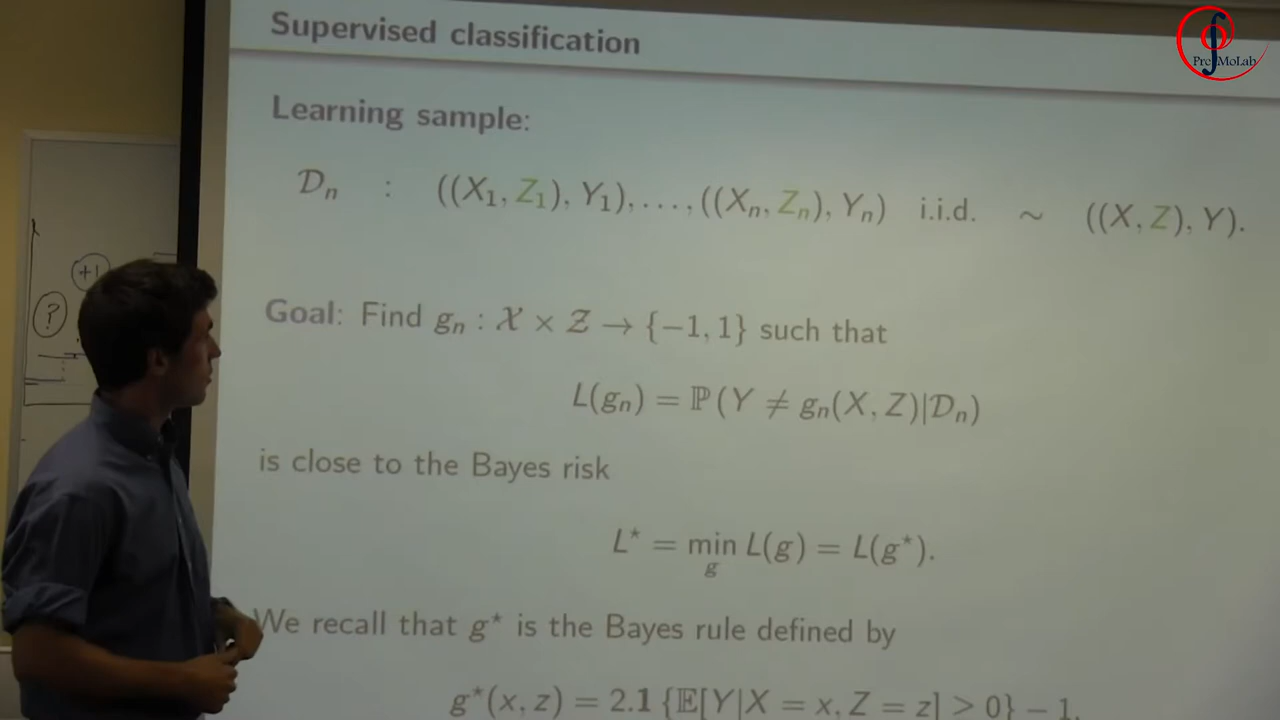 Supervised classification
PreMoLab
Learning sample:
𝒟ₙ : ((X₁, Z₁), Y₁), . . . , ((Xₙ, Zₙ), Yₙ) i.i.d. ∼ ((X, Z), Y).
+1
?
Goal: Find gₙ : 𝒳 × 𝒵 → {−1, 1} such that
L(gₙ) = ℙ(Y ≠ gₙ(X, Z)|𝒟ₙ)
is close to the Bayes risk
L* = min L(g) = L(g*).
g
We recall that g* is the Bayes rule defined by
g*(x, z) = 2.1 {𝔼[Y|X = x, Z = z] > 0} − 1.